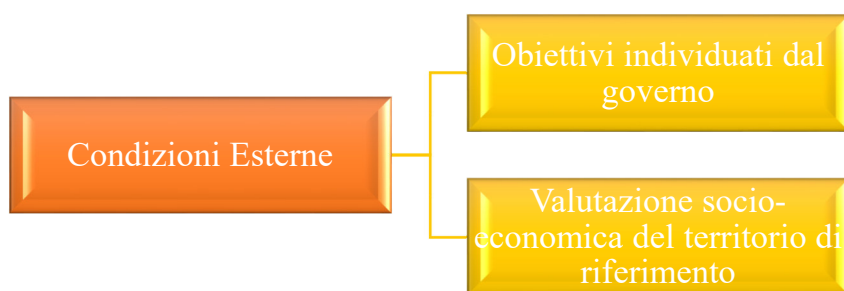 Obiettivi individuati dal
governo
Condizioni Esterne
Valutazione socio-
economica del territorio di
riferimento